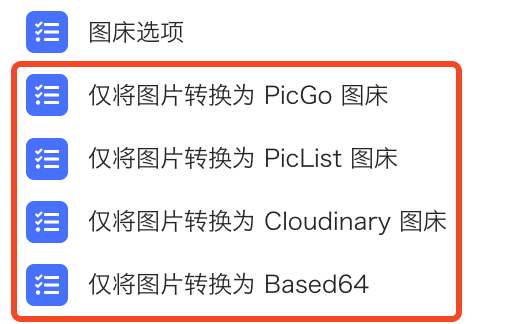 图床选项
仅将图片转换为 PicGo 图床
仅将图片转换为 PicList 图床
仅将图片转换为 Cloudinary 图床
仅将图片转换为 Based64